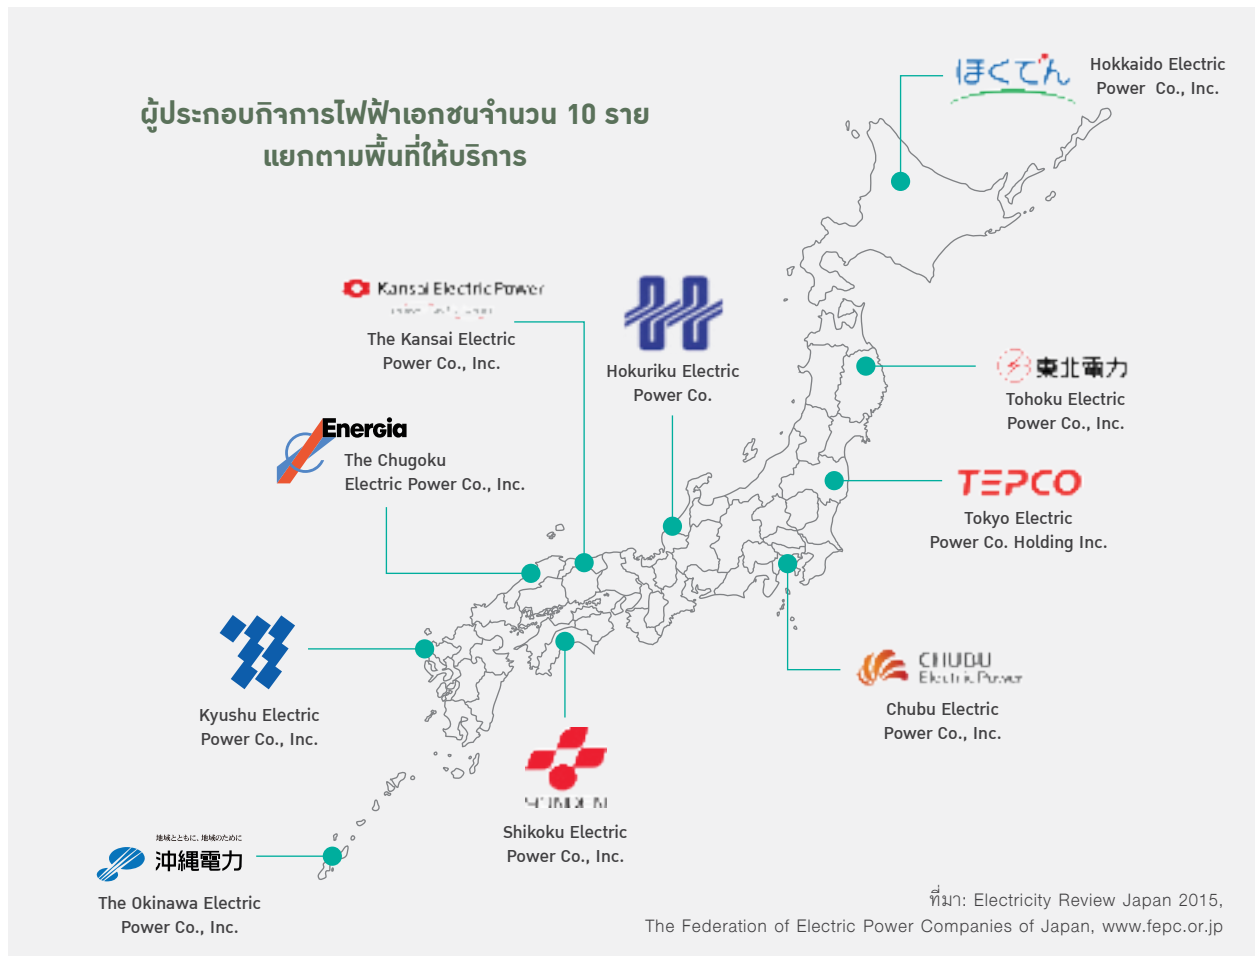 ผู้ประกอบกิจการไฟฟ้าเอกชนจำนวน 10 ราย
แยกตามพื้นที่ให้บริการ
ほくでん
Hokkaido Electric
Power Co., Inc.
Kansai Electric Power
The Kansai Electric
Power Co., Inc.
Hokuriku Electric
Power Co.
東北電力
Tohoku Electric
Power Co., Inc.
Energia
The Chugoku
Electric Power Co., Inc.
TEPCO
Tokyo Electric
Power Co. Holding Inc.
Kyushu Electric
Power Co., Inc.
CHUBU
Electric Power
Chubu Electric
Power Co., Inc.
Shikoku Electric
Power Co., Inc.
地域とともに、地域のために
沖縄電力
The Okinawa Electric
Power Co., Inc.
ที่มา: Electricity Review Japan 2015,
The Federation of Electric Power Companies of Japan, www.fepc.or.jp